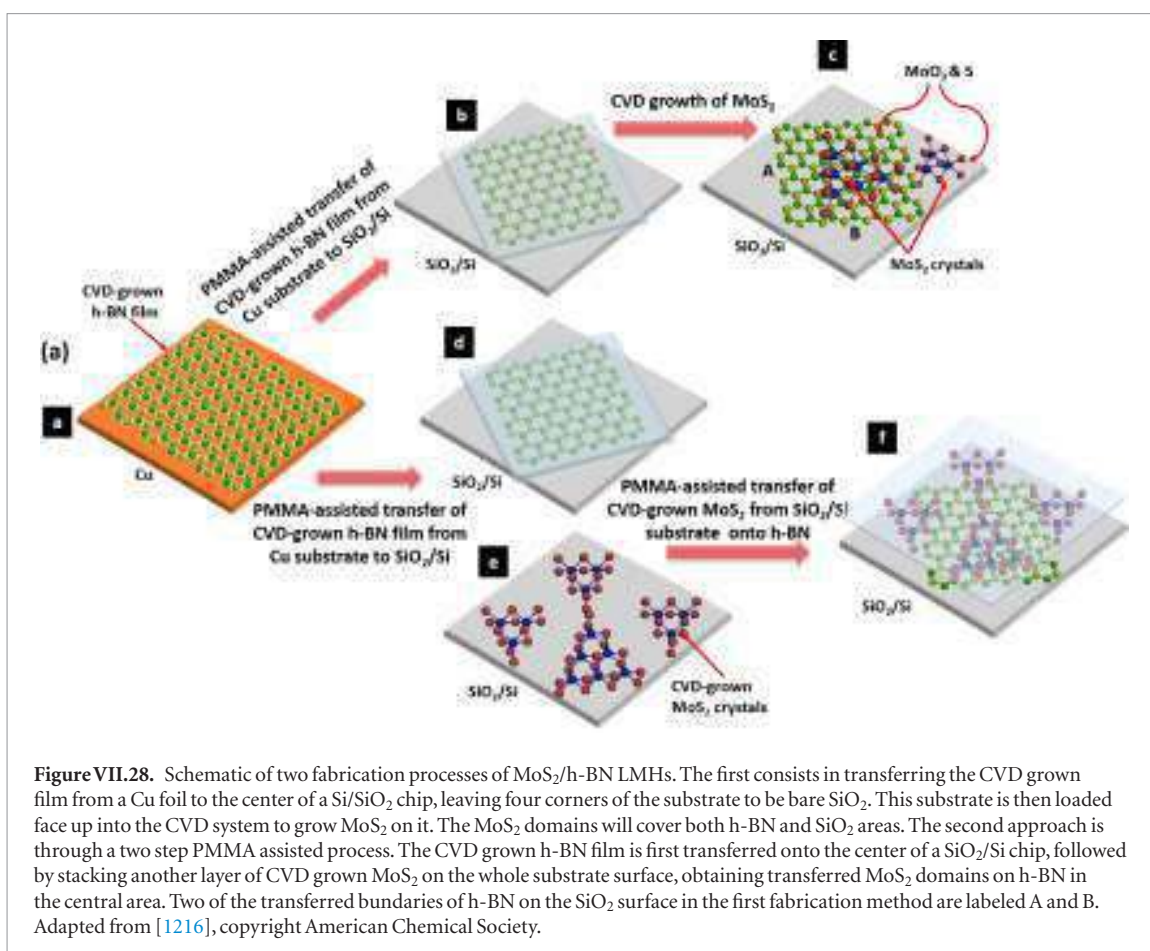 c
MoO₃ & S
b
CVD growth of MoS₂
A
B
SiO₂/Si
MoS₂ crystals
SiO₂/Si
PMMA-assisted transfer of
CVD-grown h-BN film from
Cu substrate to SiO₂/Si
CVD-grown
h-BN film
(a)
a
Cu
d
SiO₂/Si
PMMA-assisted transfer of
CVD-grown h-BN film from
Cu substrate to SiO₂/Si
PMMA-assisted transfer of
CVD-grown MoS₂ from SiO₂/Si
substrate onto h-BN
f
SiO₂/Si
e
SiO₂/Si
CVD-grown
MoS₂ crystals
Figure VII.28. Schematic of two fabrication processes of MoS₂/h-BN LMHs. The first consists in transferring the CVD grown
film from a Cu foil to the center of a Si/SiO₂ chip, leaving four corners of the substrate to be bare SiO₂. This substrate is then loaded
face up into the CVD system to grow MoS₂ on it. The MoS₂ domains will cover both h-BN and SiO₂ areas. The second approach is
through a two step PMMA assisted process. The CVD grown h-BN film is first transferred onto the center of a SiO₂/Si chip, followed
by stacking another layer of CVD grown MoS₂ on the whole substrate surface, obtaining transferred MoS₂ domains on h-BN in
the central area. Two of the transferred bundaries of h-BN on the SiO₂ surface in the first fabrication method are labeled A and B.
Adapted from [1216], copyright American Chemical Society.